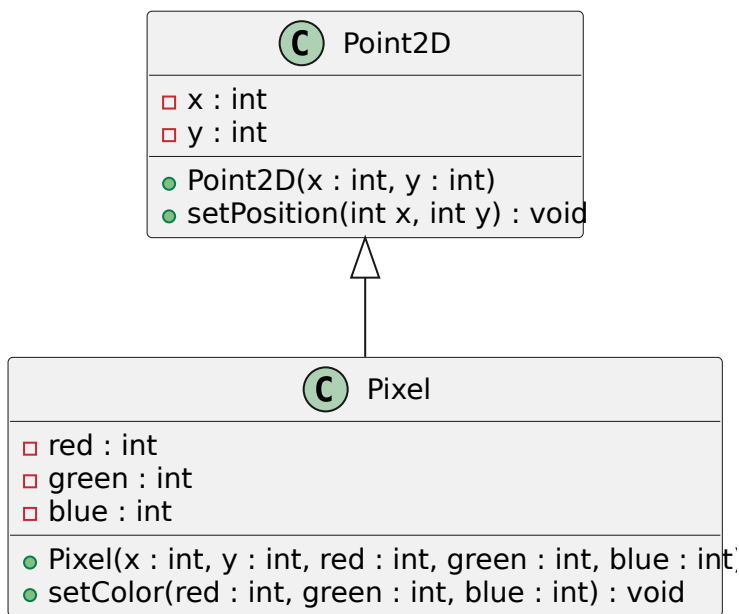 C Point2D
x : int
y : int
Point2D(x : int, y : int)
setPosition(int x, int y) : void
C Pixel
red : int
green : int
blue : int
Pixel(x : int, y : int, red : int, green : int, blue : int)
setColor(red : int, green : int, blue : int) : void